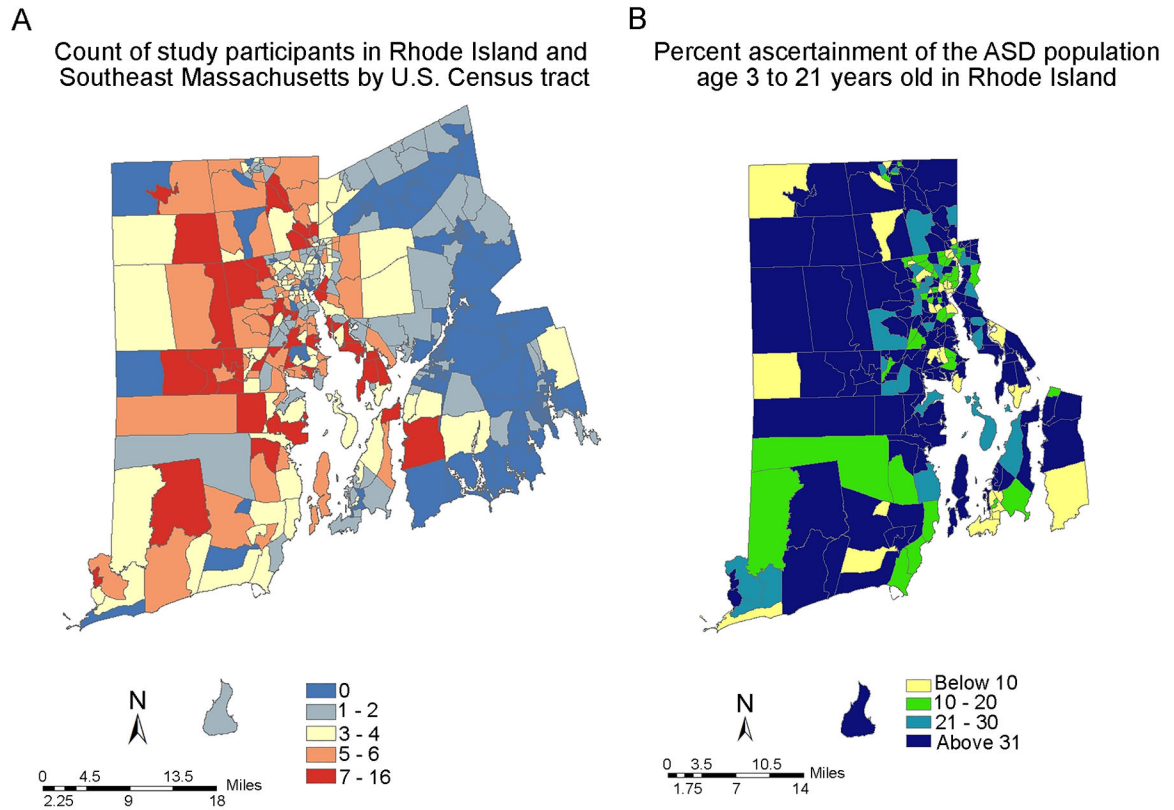 A
Count of study participants in Rhode Island and
Southeast Massachusetts by U.S. Census tract
N
0
1 - 2
3 - 4
5 - 6
7 - 16
0 4.5 13.5 Miles
2.25 9 18
B
Percent ascertainment of the ASD population
age 3 to 21 years old in Rhode Island
N
Below 10
10 - 20
21 - 30
Above 31
0 3.5 10.5 Miles
1.75 7 14